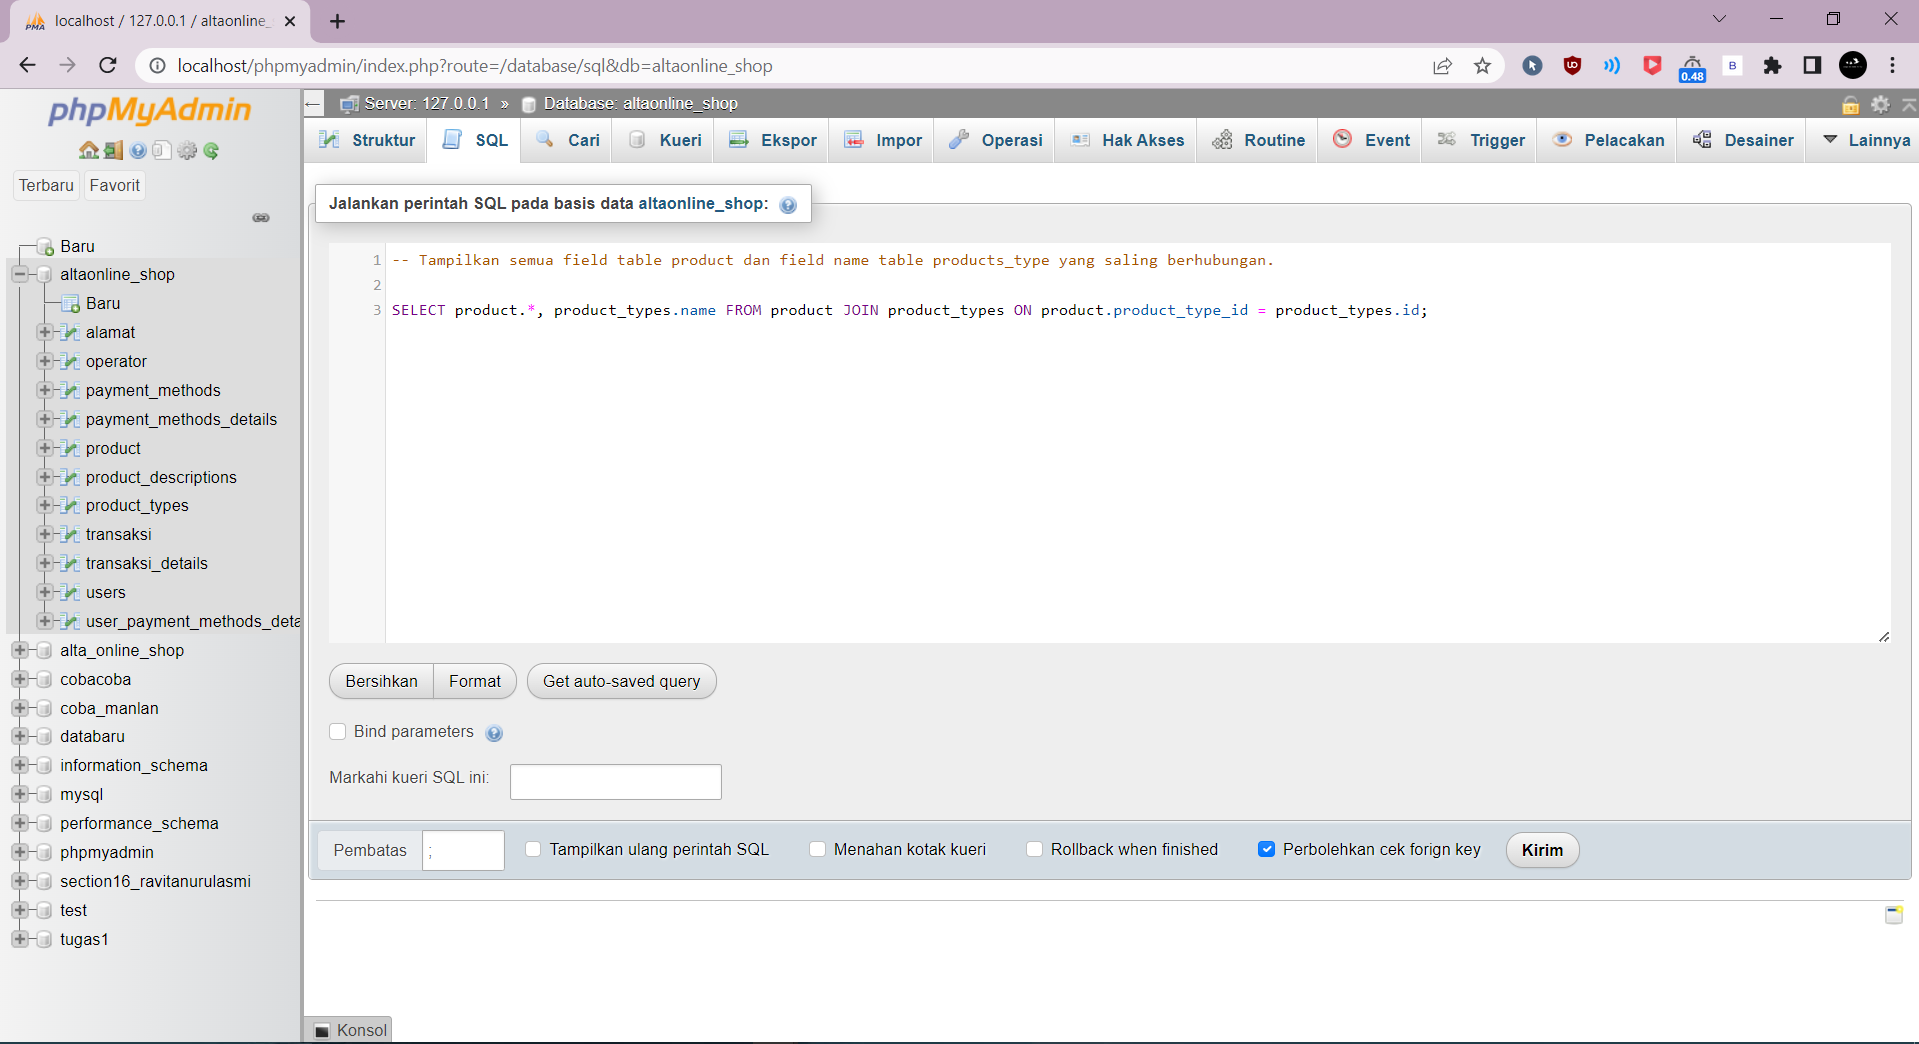 localhost / 127.0.0.1 / altaonline_
localhost/phpmyadmin/index.php?route=/database/sql&db=altaonline_shop
0.48
B
phpMyAdmin
Terbaru Favorit
Baru
altaonline_shop
Baru
alamat
operator
payment_methods
payment_methods_details
product
product_descriptions
product_types
transaksi
transaksi_details
users
user_payment_methods_deta
alta_online_shop
cobacoba
coba_manlan
databaru
information_schema
mysql
performance_schema
phpmyadmin
section16_ravitanurulasmi
test
tugas1
Server: 127.0.0.1 » Database: altaonline_shop
Struktur SQL Cari Kueri Ekspor Impor Operasi Hak Akses Routine Event Trigger Pelacakan Desainer Lainnya
Jalankan perintah SQL pada basis data altaonline_shop:
1 -- Tampilkan semua field table product dan field name table products_type yang saling berhubungan.
2
3 SELECT product.*, product_types.name FROM product JOIN product_types ON product.product_type_id = product_types.id;
Bersihkan Format Get auto-saved query
Bind parameters
Markahi kueri SQL ini:
Pembatas ; Tampilkan ulang perintah SQL Menahan kotak kueri Rollback when finished Perbolehkan cek forign key Kirim
Konsol